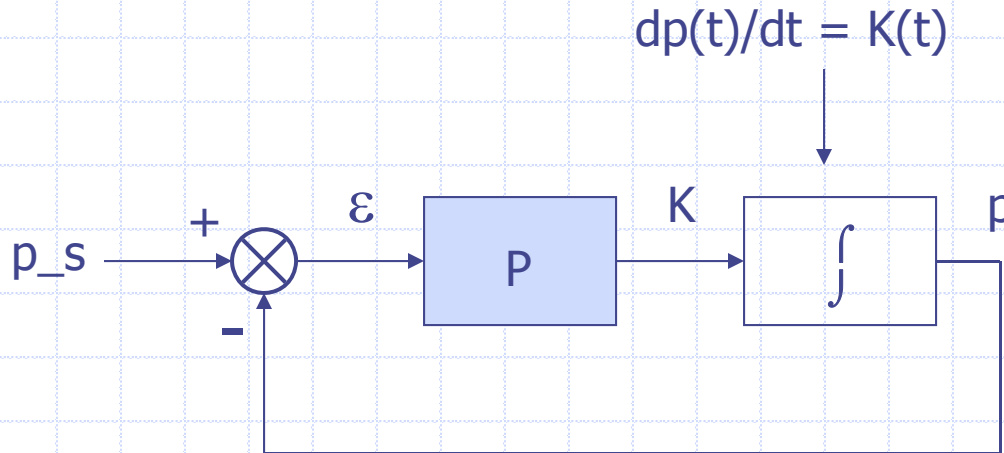 dp(t)/dt = K(t)
+ ε K p
p_s P ∫
-